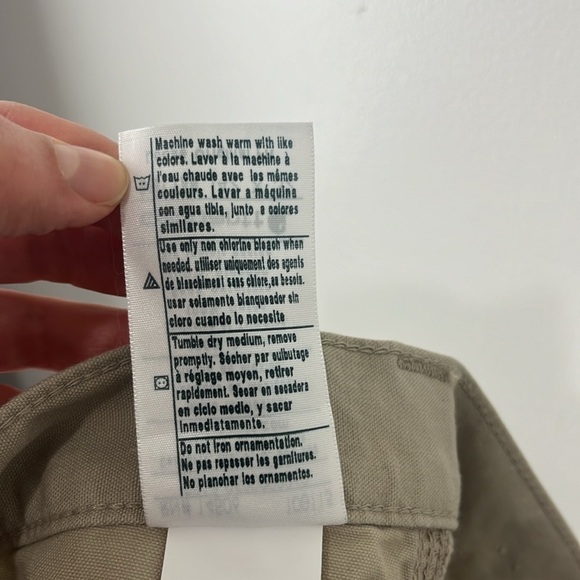 Machine wash warm with like
colors. Laver à la machine à
l'eau chaude avec les mêmes
couleurs. Lavar a máquina
con agua tibia, junto a colores
similares.
Use only non chlorine bleach when
needed. utiliser uniquement des agents
de blanchiment sans chlore,au besoin.
usar solamente blanqueador sin
cloro cuando lo necesite
Tumble dry medium, remove
promptly. Sécher par culbutage
à réglage moyen, retirer
rapidement. Secar en secadora
en ciclo medio, y sacar
inmediatamente.
Do not iron ornamentation.
Ne pas repasser les garnitures.
No planchar los ornamentos.